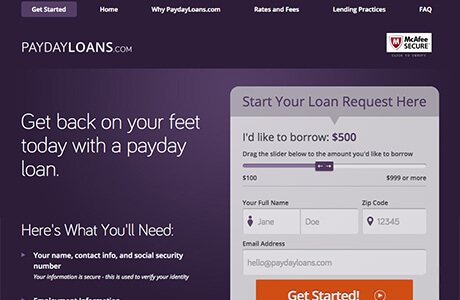 Get Started Home Why PaydayLoans.com Rates and Fees Lending Practices FAQ
PAYDAYLOANS.COM
McAfee
SECURE
Get back on your feet
today with a payday
loan.
Here's What You'll Need:
Your name, contact info, and social security
number
Your information is secure - this is used to verify your identity
Employment Information
Start Your Loan Request Here
I'd like to borrow: $500
Drag the slider below to the amount you'd like to borrow
$100 $999 or more
Your Full Name Zip Code
Jane Doe 12345
Email Address
hello@paydayloans.com
Get Started!